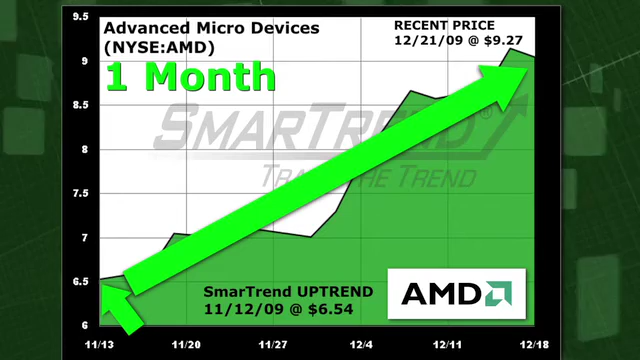 Advanced Micro Devices
(NYSE:AMD)
1 Month
RECENT PRICE
12/21/09 @ $9.27
9.5
9
8.5
8
7.5
7
6.5
6
SMARTREND®
THE TREND
SmarTrend UPTREND
11/12/09 @ $6.54
AMD
11/13 11/20 11/27 12/4 12/11 12/18